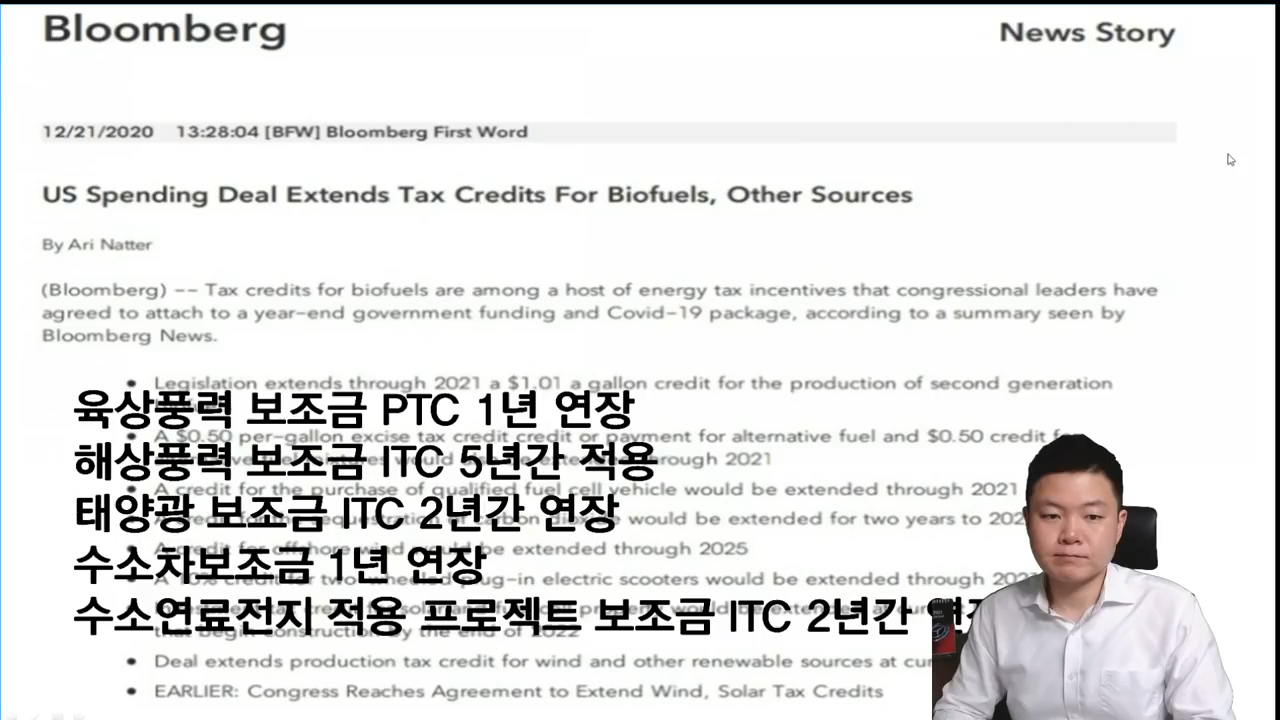 Bloomberg
News Story
12/21/2020 13:28:04 [BFW] Bloomberg First Word
US Spending Deal Extends Tax Credits For Biofuels, Other Sources
By Ari Natter
(Bloomberg) -- Tax credits for biofuels are among a host of energy tax incentives that congressional leaders have
agreed to attach to a year-end government funding and Covid-19 package, according to a summary seen by
Bloomberg News.
• Legislation extends through 2021 a $1.01 a gallon credit for the production of second generation
육상풍력 보조금 PTC 1년 연장
• A $0.50 per-gallon excise tax credit credit or payment for alternative fuel and $0.50 credit
해상풍력 보조금 ITC 5년간 적용
through 2021
• A credit for the purchase of qualified fuel cell vehicle would be extended through 2021
태양광 보조금 ITC 2년간 연장
would be extended for two years to
• A credit for offshore wind would be extended through 2025
수소차보조금 1년 연장
• A 10% credit for two-wheeled plug-in electric scooters would be extended through
수소연료전지 적용 프로젝트 보조금 ITC 2년간
that begin construction by the end of 2022
• Deal extends production tax credit for wind and other renewable sources at
• EARLIER: Congress Reaches Agreement to Extend Wind, Solar Tax Credits